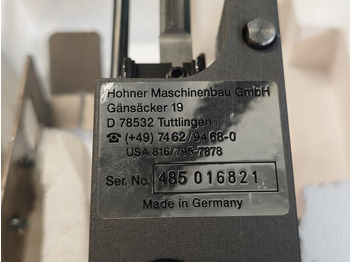 Hohner Maschinenbau GmbH
Gänsäcker 19
D 78532 Tuttlingen
☎ (+49) 7462/9468-0
USA 816/796-7878
Ser. No. 485 016821
Made in Germany